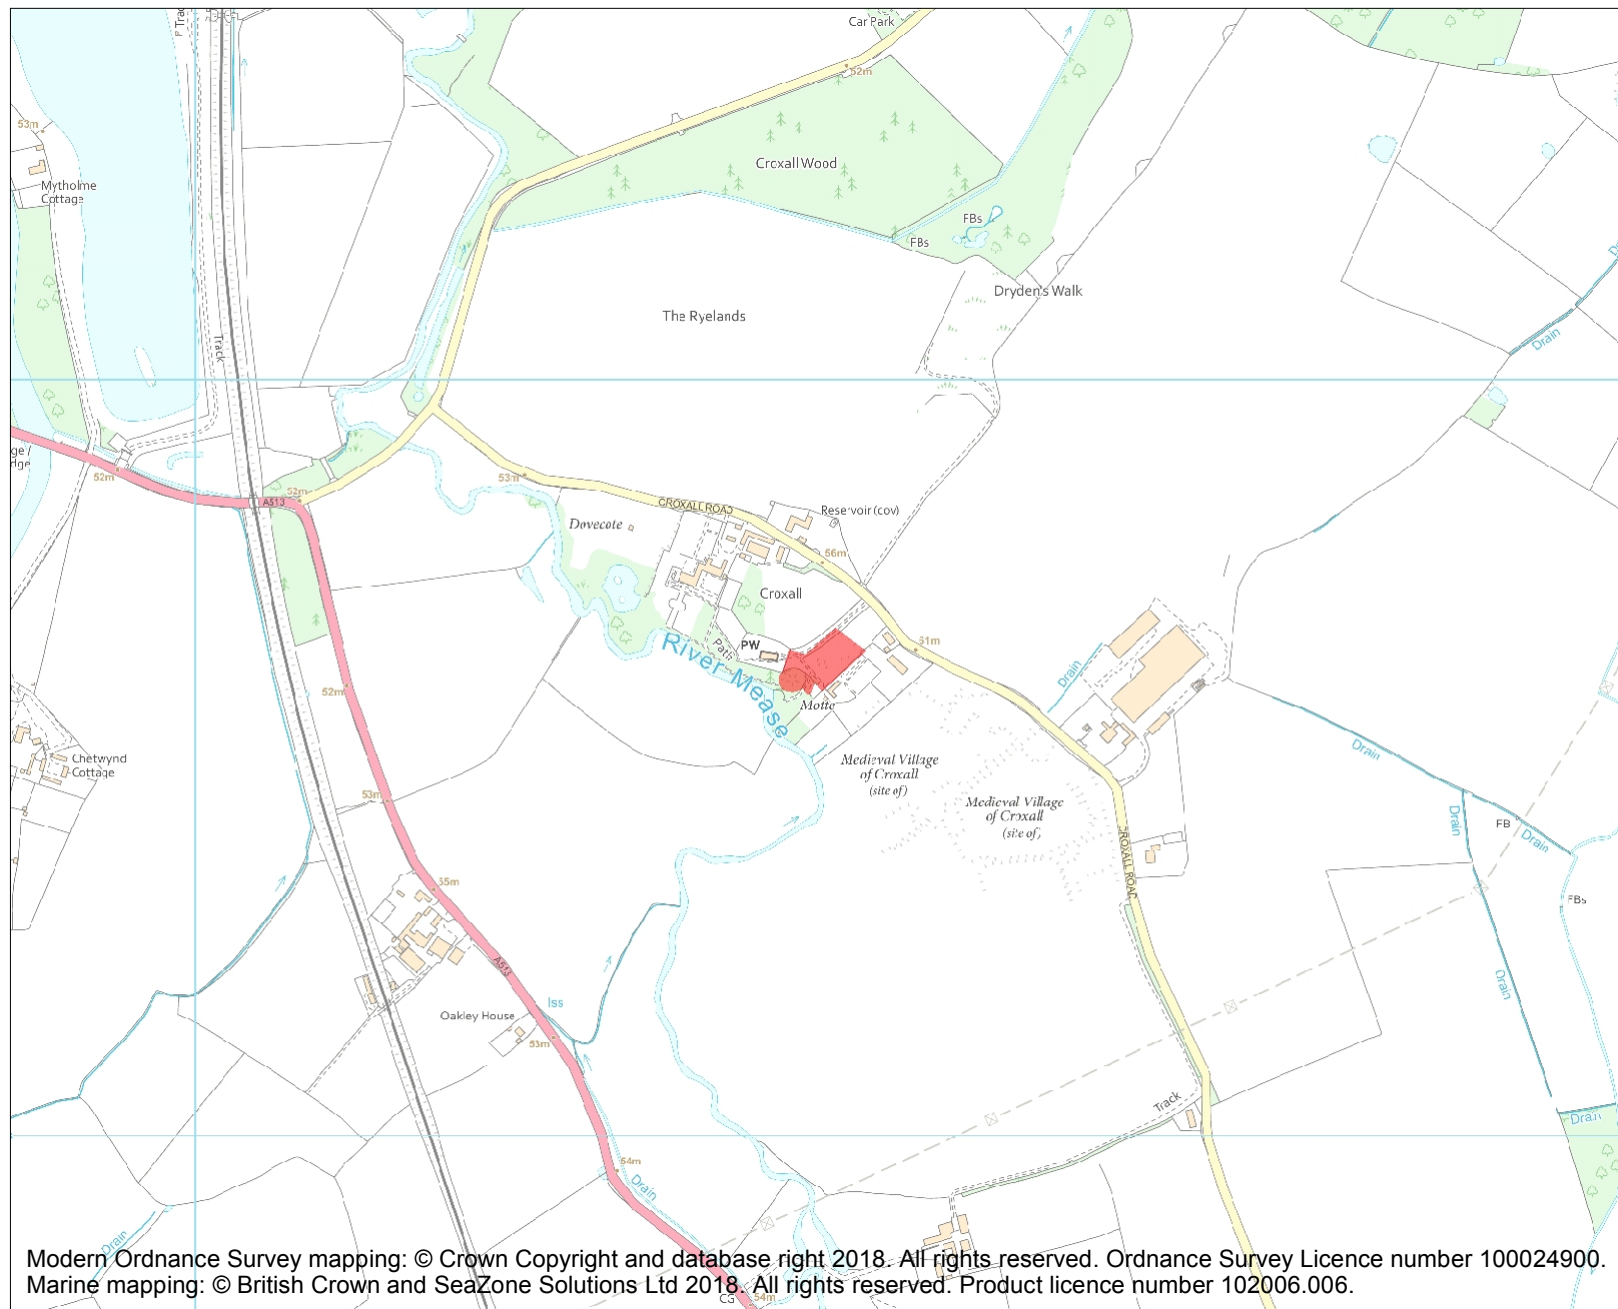 Car Park
P Trac
52m
53m
Croxall Wood
Mytholme
Cottage
FBs
FBs
Dryden's Walk
The Ryelands
Track
Drain
52m
A513
52m
53m
CROXALL ROAD
Reservoir (cov)
Dovecote
56m
Croxall
PW
Path
River Mease
51m
Motte
Drain
52m
Medieval Village
of Croxall
(site of)
Medieval Village
of Croxall
(site of)
Drain
Chetwynd
Cottage
53m
CROXALL ROAD
Drain
FB
Drain
55m
FBs
A513
Drain
Iss
Oakley House
53m
Track
Drain
54m
Drain
Drain
54m
CG
Modern Ordnance Survey mapping: © Crown Copyright and database right 2018. All rights reserved. Ordnance Survey Licence number 100024900.
Marine mapping: © British Crown and SeaZone Solutions Ltd 2018. All rights reserved. Product licence number 102006.006.